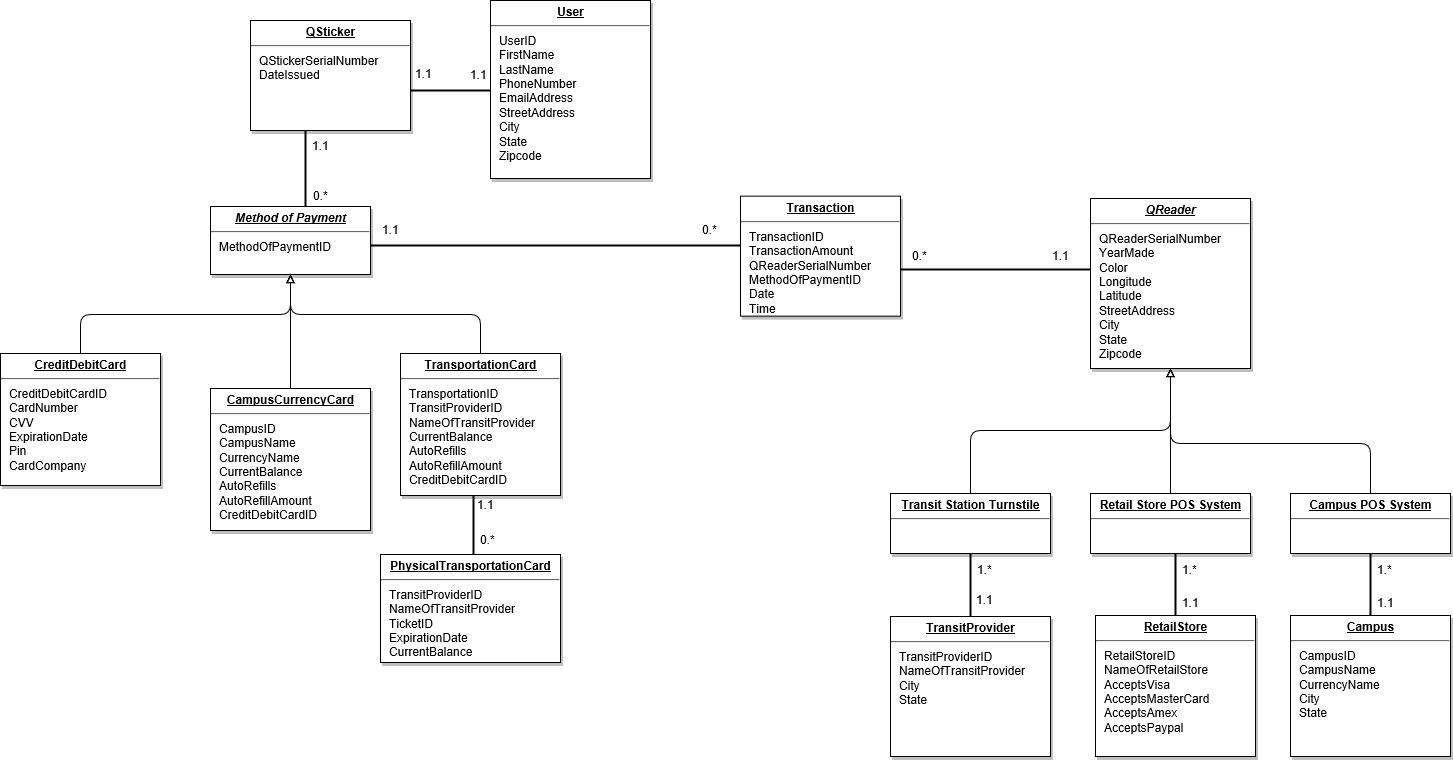 User
UserID
FirstName
LastName
PhoneNumber
EmailAddress
StreetAddress
City
State
Zipcode
QSticker
QStickerSerialNumber
DateIssued
1.1
1.1
1.1
0.*
Method of Payment
MethodOfPaymentID
1.1
0.*
Transaction
TransactionID
TransactionAmount
QReaderSerialNumber
MethodOfPaymentID
Date
Time
0.*
1.1
QReader
QReaderSerialNumber
YearMade
Color
Longitude
Latitude
StreetAddress
City
State
Zipcode
CreditDebitCard
CreditDebitCardID
CardNumber
CVV
ExpirationDate
Pin
CardCompany
CampusCurrencyCard
CampusID
CampusName
CurrencyName
CurrentBalance
AutoRefills
AutoRefillAmount
CreditDebitCardID
TransportationCard
TransportationID
TransitProviderID
NameOfTransitProvider
CurrentBalance
AutoRefills
AutoRefillAmount
CreditDebitCardID
1.1
0.*
PhysicalTransportationCard
TransitProviderID
NameOfTransitProvider
TicketID
ExpirationDate
CurrentBalance
Transit Station Turnstile
1.*
1.1
TransitProvider
TransitProviderID
NameOfTransitProvider
City
State
Retail Store POS System
1.*
1.1
RetailStore
RetailStoreID
NameOfRetailStore
AcceptsVisa
AcceptsMasterCard
AcceptsAmex
AcceptsPaypal
Campus POS System
1.*
1.1
Campus
CampusID
CampusName
CurrencyName
City
State